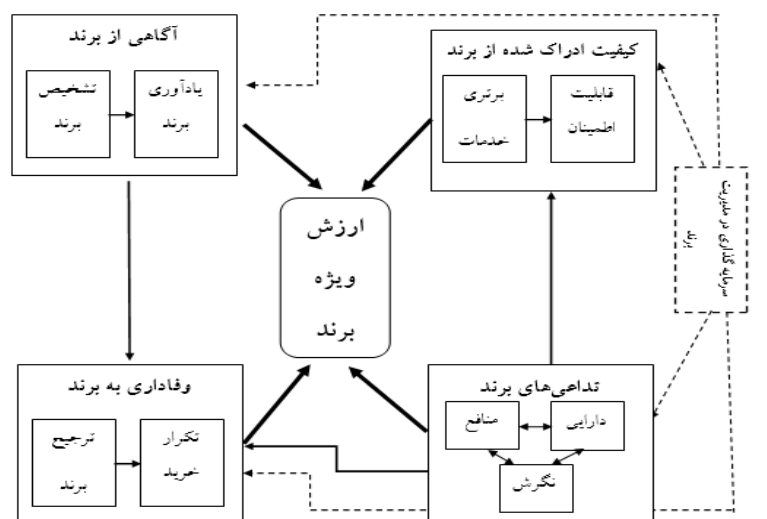 آگاهی از برند
تشخیص
برند
یادآوری
برند
کیفیت ادراک شده از برند
برتری
خدمات
قابلیت
اطمینان
سرمایه گذاری در مدیریت
برند
ارزش
ویژه
برند
وفاداری به برند
ترجیح
برند
تکرار
خرید
تداعی‌های برند
منافع
دارایی
نگرش